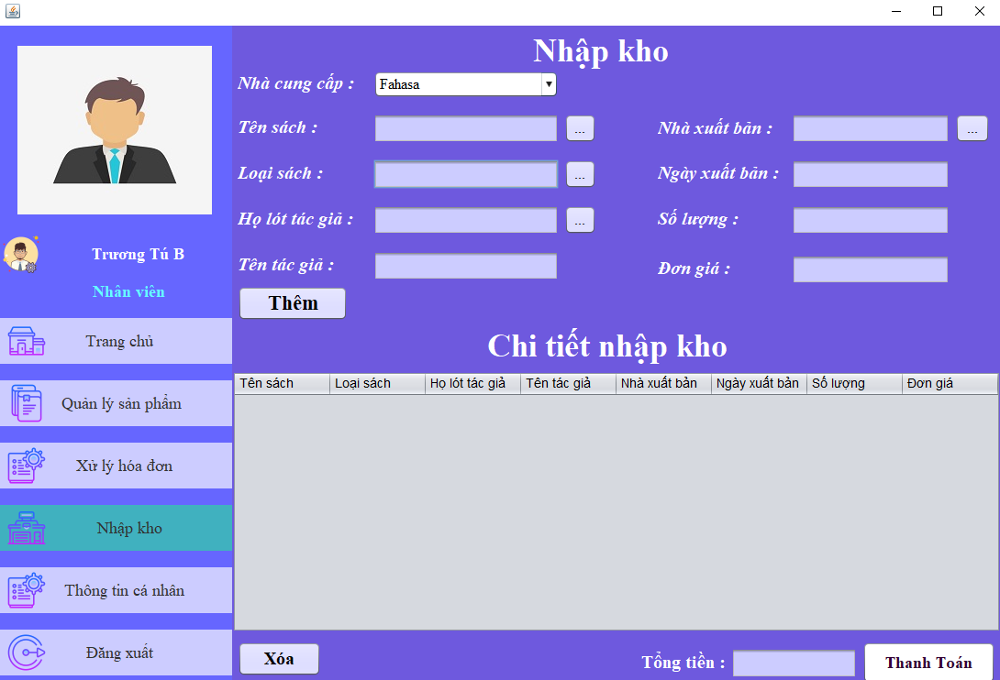 Nhập kho
Nhà cung cấp :
Fahasa
Tên sách :
...
Nhà xuất bản :
...
Loại sách :
...
Ngày xuất bản :
Họ lót tác giả :
...
Số lượng :
Tên tác giả :
Đơn giá :
Thêm
Trương Tú B
Nhân viên
Trang chủ
Quản lý sản phẩm
Xử lý hóa đơn
Nhập kho
Thông tin cá nhân
Đăng xuất
Chi tiết nhập kho
Tên sách Loại sách Họ lót tác giả Tên tác giả Nhà xuất bản Ngày xuất bản Số lượng Đơn giá
Xóa
Tổng tiền :
Thanh Toán